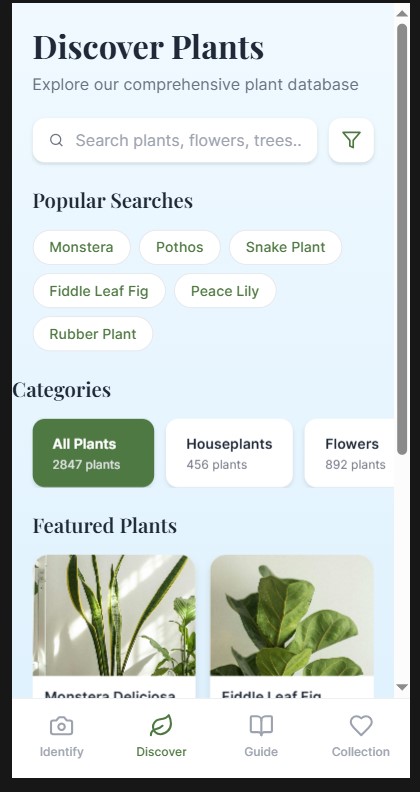 Discover Plants
Explore our comprehensive plant database
Search plants, flowers, trees..
Popular Searches
Monstera Pothos Snake Plant
Fiddle Leaf Fig Peace Lily
Rubber Plant
Categories
All Plants Houseplants Flowers
2847 plants 456 plants 892 plants
Featured Plants
Monstera Deliciosa Fiddle Leaf Fig
Identify Discover Guide Collection